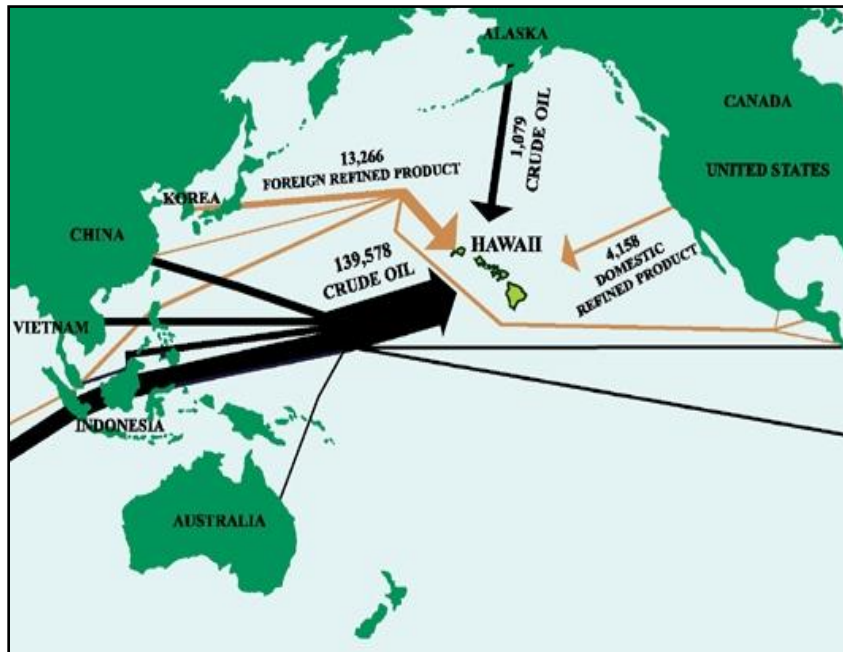 ALASKA
CANADA
UNITED STATES
1,079
CRUDE OIL
13,266
FOREIGN REFINED PRODUCT
KOREA
CHINA
HAWAII
4,158
DOMESTIC
REFINED PRODUCT
139,578
CRUDE OIL
VIETNAM
INDONESIA
AUSTRALIA